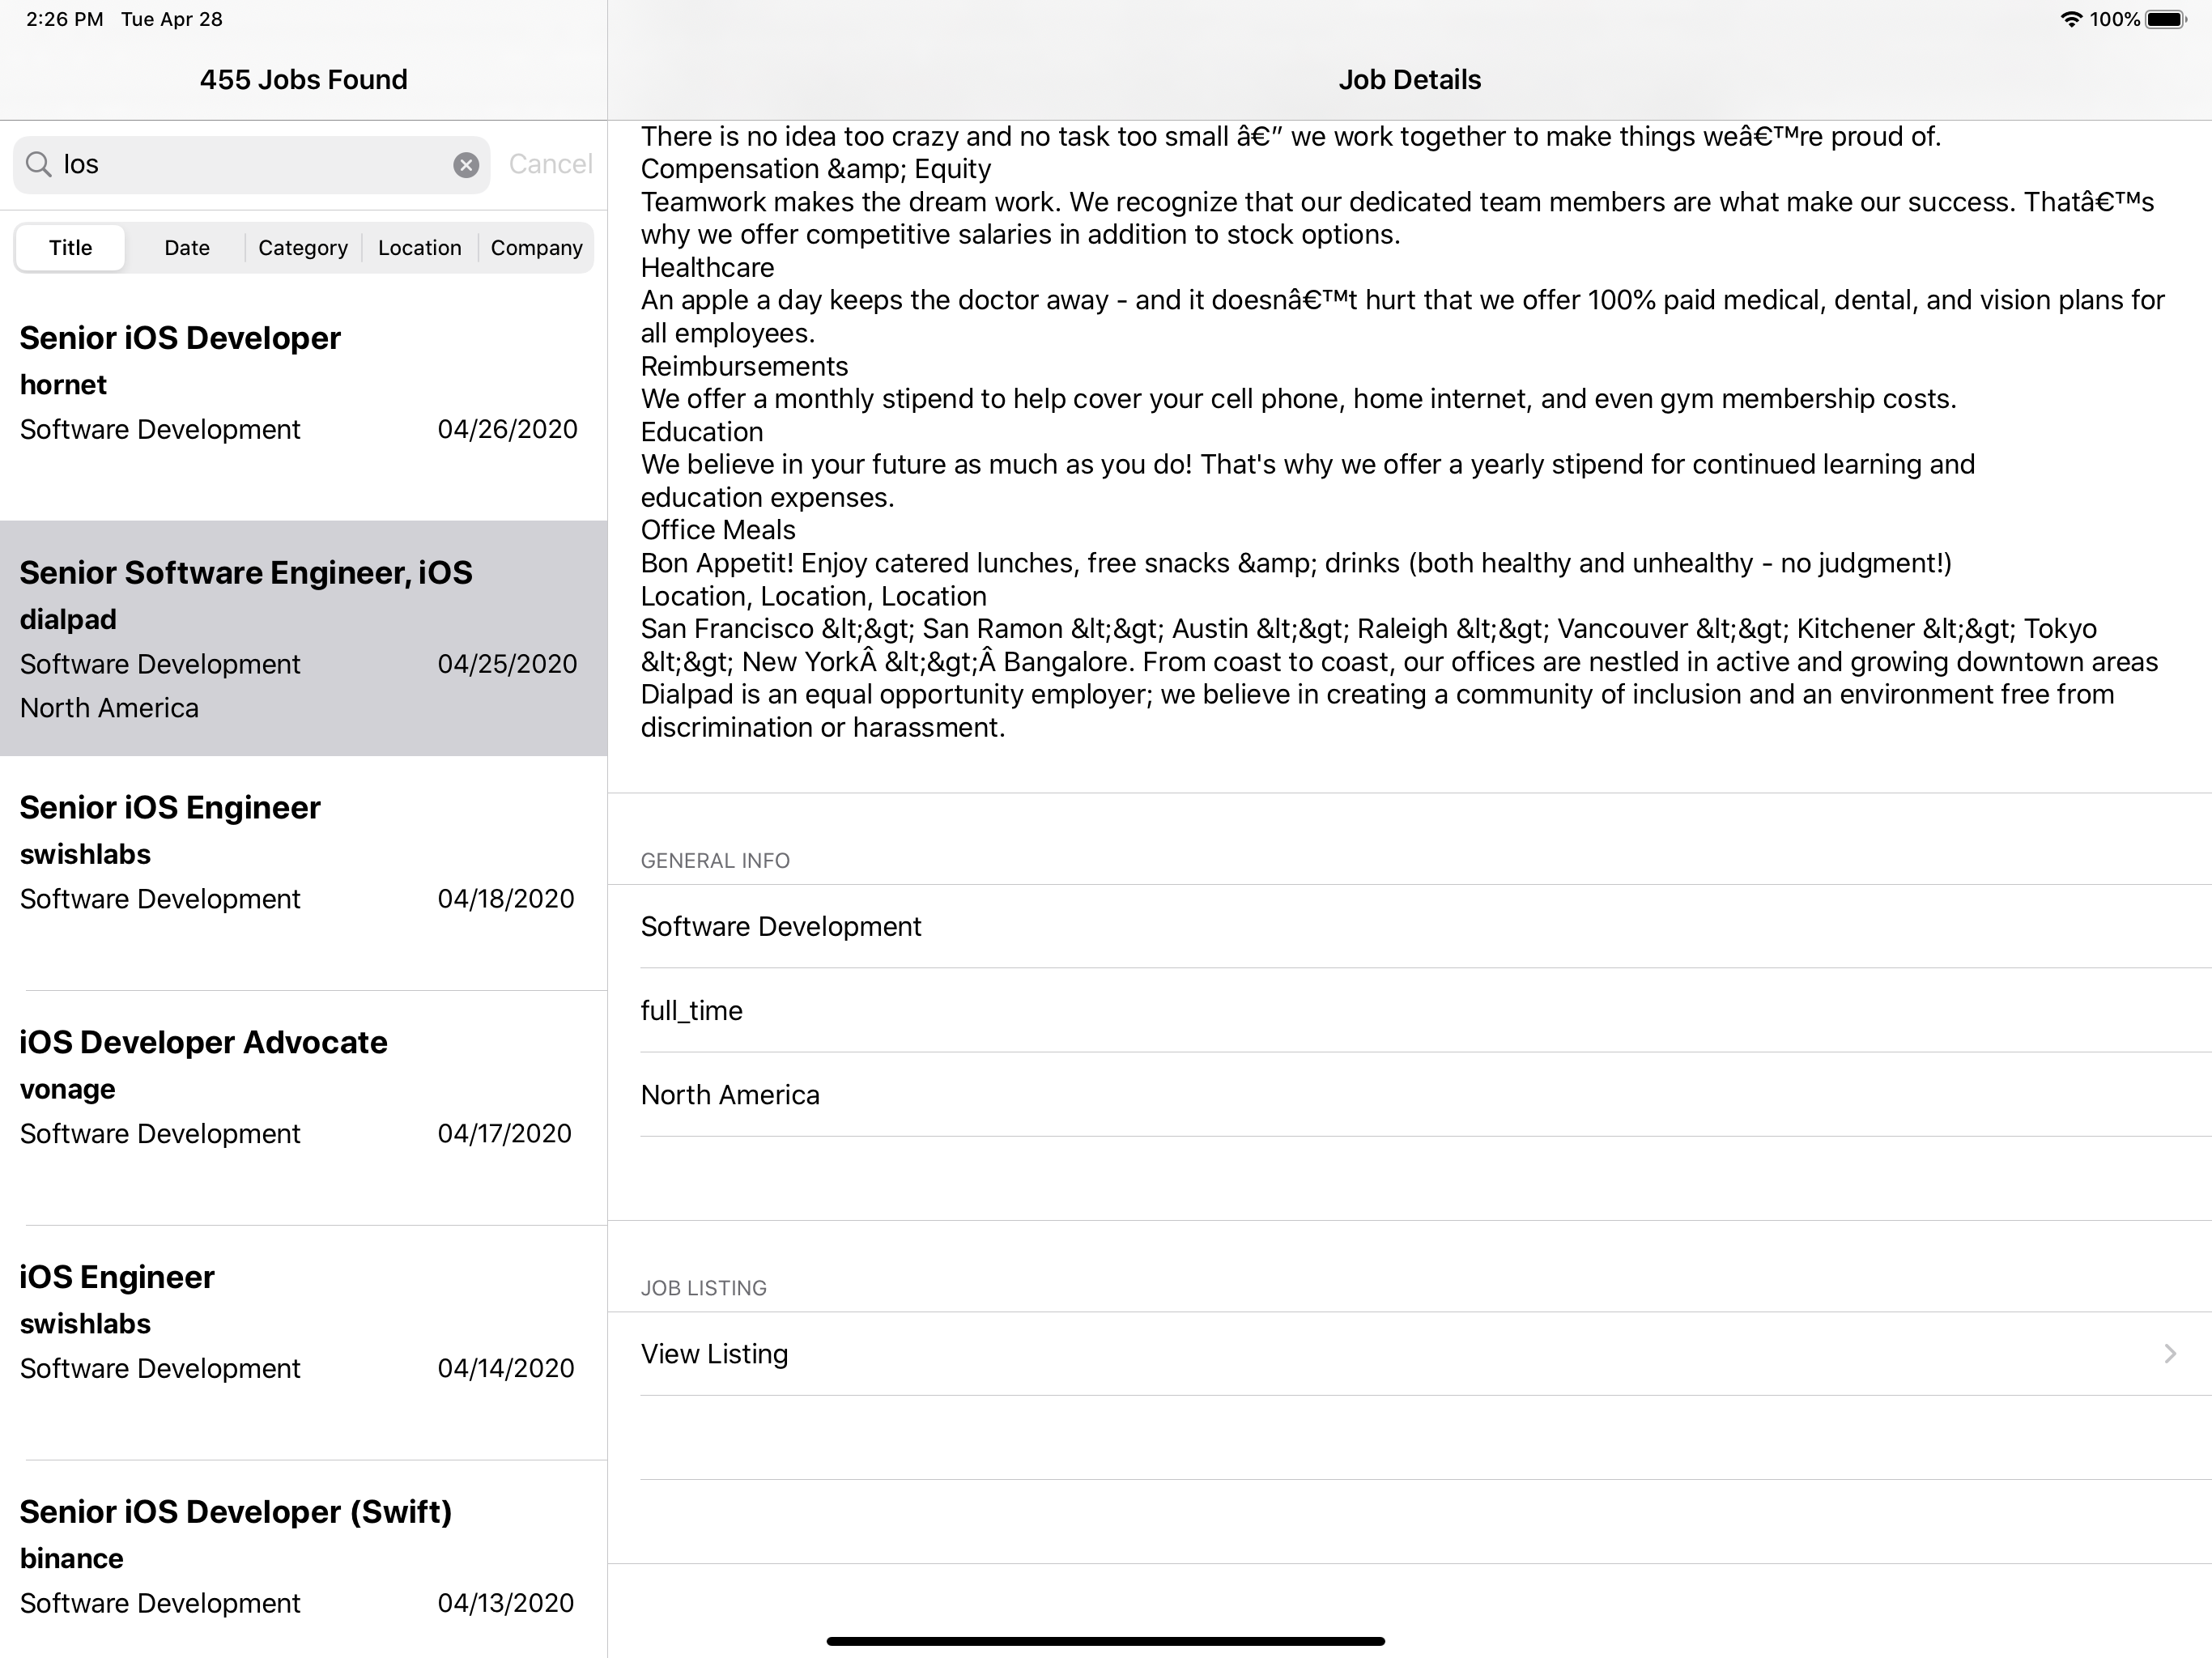 2:26 PM Tue Apr 28
100%
455 Jobs Found
Ios
Cancel
Title Date Category Location Company
Senior iOS Developer
hornet
Software Development 04/26/2020
Senior Software Engineer, iOS
dialpad
Software Development 04/25/2020
North America
Senior iOS Engineer
swishlabs
Software Development 04/18/2020
iOS Developer Advocate
vonage
Software Development 04/17/2020
iOS Engineer
swishlabs
Software Development 04/14/2020
Senior iOS Developer (Swift)
binance
Software Development 04/13/2020
Job Details
There is no idea too crazy and no task too small â€” we work together to make things weâ€™re proud of.
Compensation &amp; Equity
Teamwork makes the dream work. We recognize that our dedicated team members are what make our success. Thatâ€™s
why we offer competitive salaries in addition to stock options.
Healthcare
An apple a day keeps the doctor away - and it doesnâ€™t hurt that we offer 100% paid medical, dental, and vision plans for
all employees.
Reimbursements
We offer a monthly stipend to help cover your cell phone, home internet, and even gym membership costs.
Education
We believe in your future as much as you do! That's why we offer a yearly stipend for continued learning and
education expenses.
Office Meals
Bon Appetit! Enjoy catered lunches, free snacks &amp; drinks (both healthy and unhealthy - no judgment!)
Location, Location, Location
San Francisco &lt;&gt; San Ramon &lt;&gt; Austin &lt;&gt; Raleigh &lt;&gt; Vancouver &lt;&gt; Kitchener &lt;&gt; Tokyo
&lt;&gt; New YorkÂ &lt;&gt;Â Bangalore. From coast to coast, our offices are nestled in active and growing downtown areas
Dialpad is an equal opportunity employer; we believe in creating a community of inclusion and an environment free from
discrimination or harassment.
GENERAL INFO
Software Development
full_time
North America
JOB LISTING
View Listing